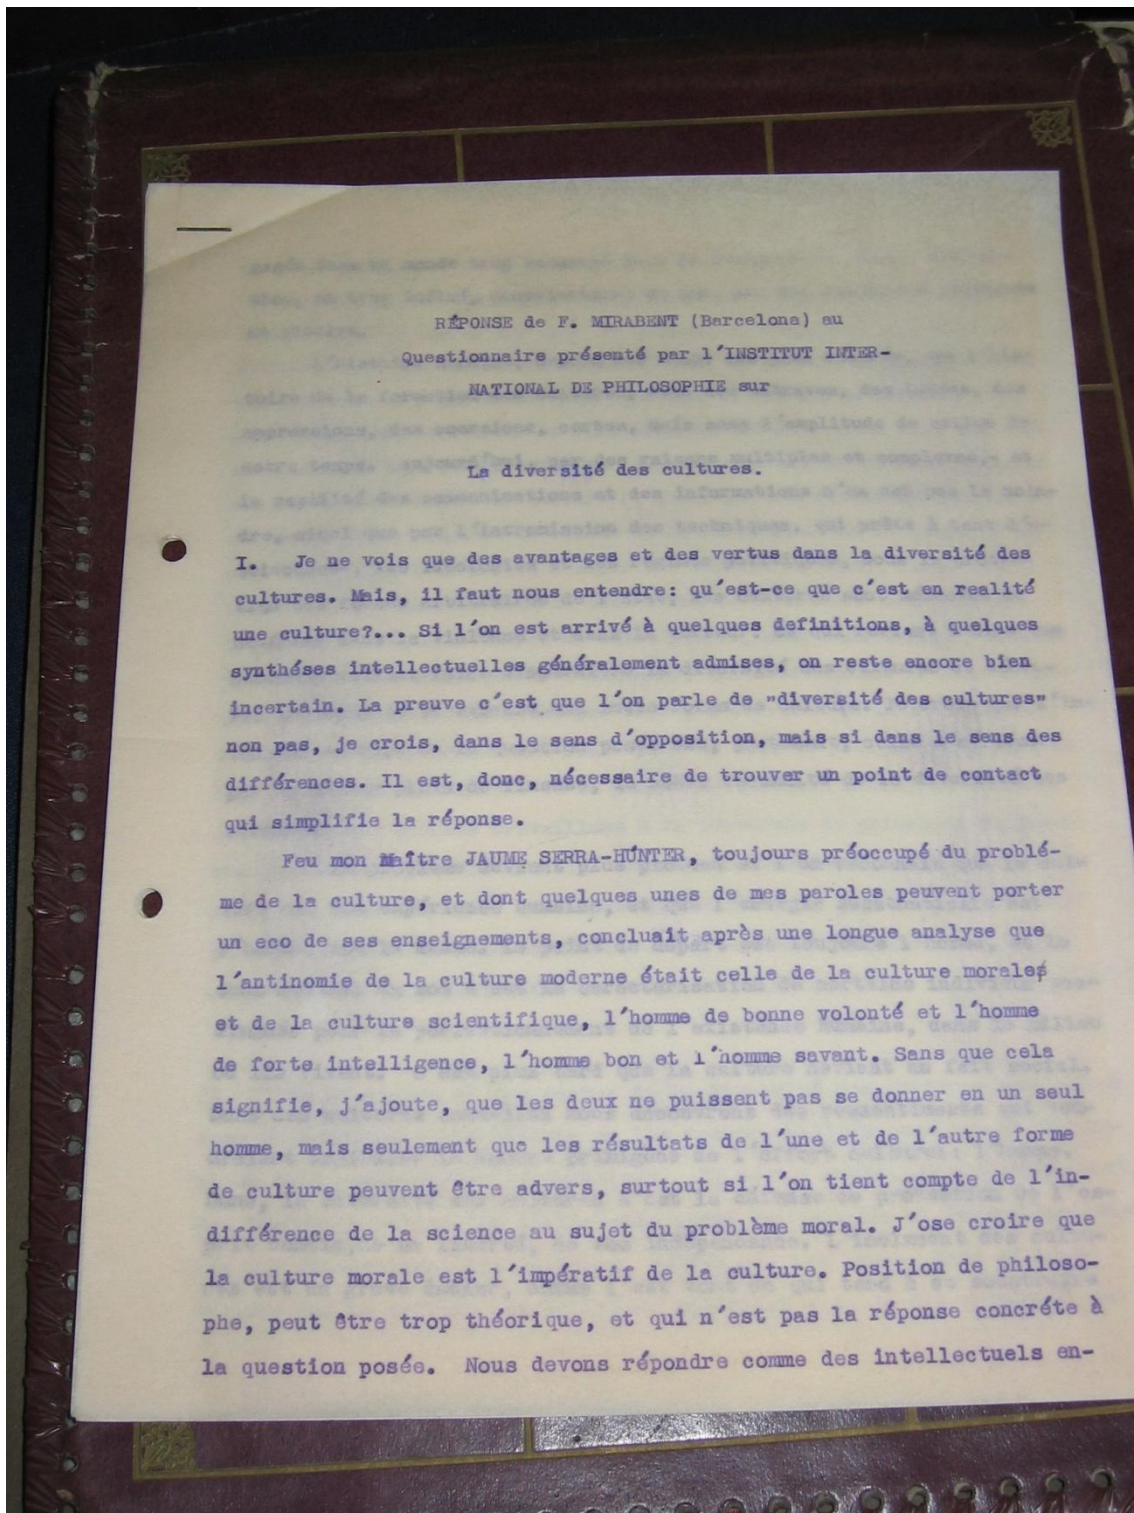 RÉPONSE de F. MIRABENT (Barcelona) au
Questionnaire présenté par l'INSTITUT INTER-
NATIONAL DE PHILOSOPHIE sur
La diversité des cultures.
I. Je ne vois que des avantages et des vertus dans la diversité des
cultures. Mais, il faut nous entendre: qu'est-ce que c'est en realité
une culture?... Si l'on est arrivé à quelques definitions, à quelques
synthéses intellectuelles généralement admises, on reste encore bien
incertain. La preuve c'est que l'on parle de "diversité des cultures"
non pas, je crois, dans le sens d'opposition, mais si dans le sens des
différences. Il est, donc, nécessaire de trouver un point de contact
qui simplifie la réponse.
Feu mon Maître JAUME SERRA-HÚNTER, toujours préoccupé du problé-
me de la culture, et dont quelques unes de mes paroles peuvent porter
un eco de ses enseignements, concluait après une longue analyse que
l'antinomie de la culture moderne était celle de la culture morale
et de la culture scientifique, l'homme de bonne volonté et l'homme
de forte intelligence, l'homme bon et l'homme savant. Sans que cela
signifie, j'ajoute, que les deux ne puissent pas se donner en un seul
homme, mais seulement que les résultats de l'une et de l'autre forme
de culture peuvent être advers, surtout si l'on tient compte de l'in-
différence de la science au sujet du problème moral. J'ose croire que
la culture morale est l'impératif de la culture. Position de philoso-
phe, peut être trop théorique, et qui n'est pas la réponse concréte à
la question posée. Nous devons répondre comme des intellectuels en-